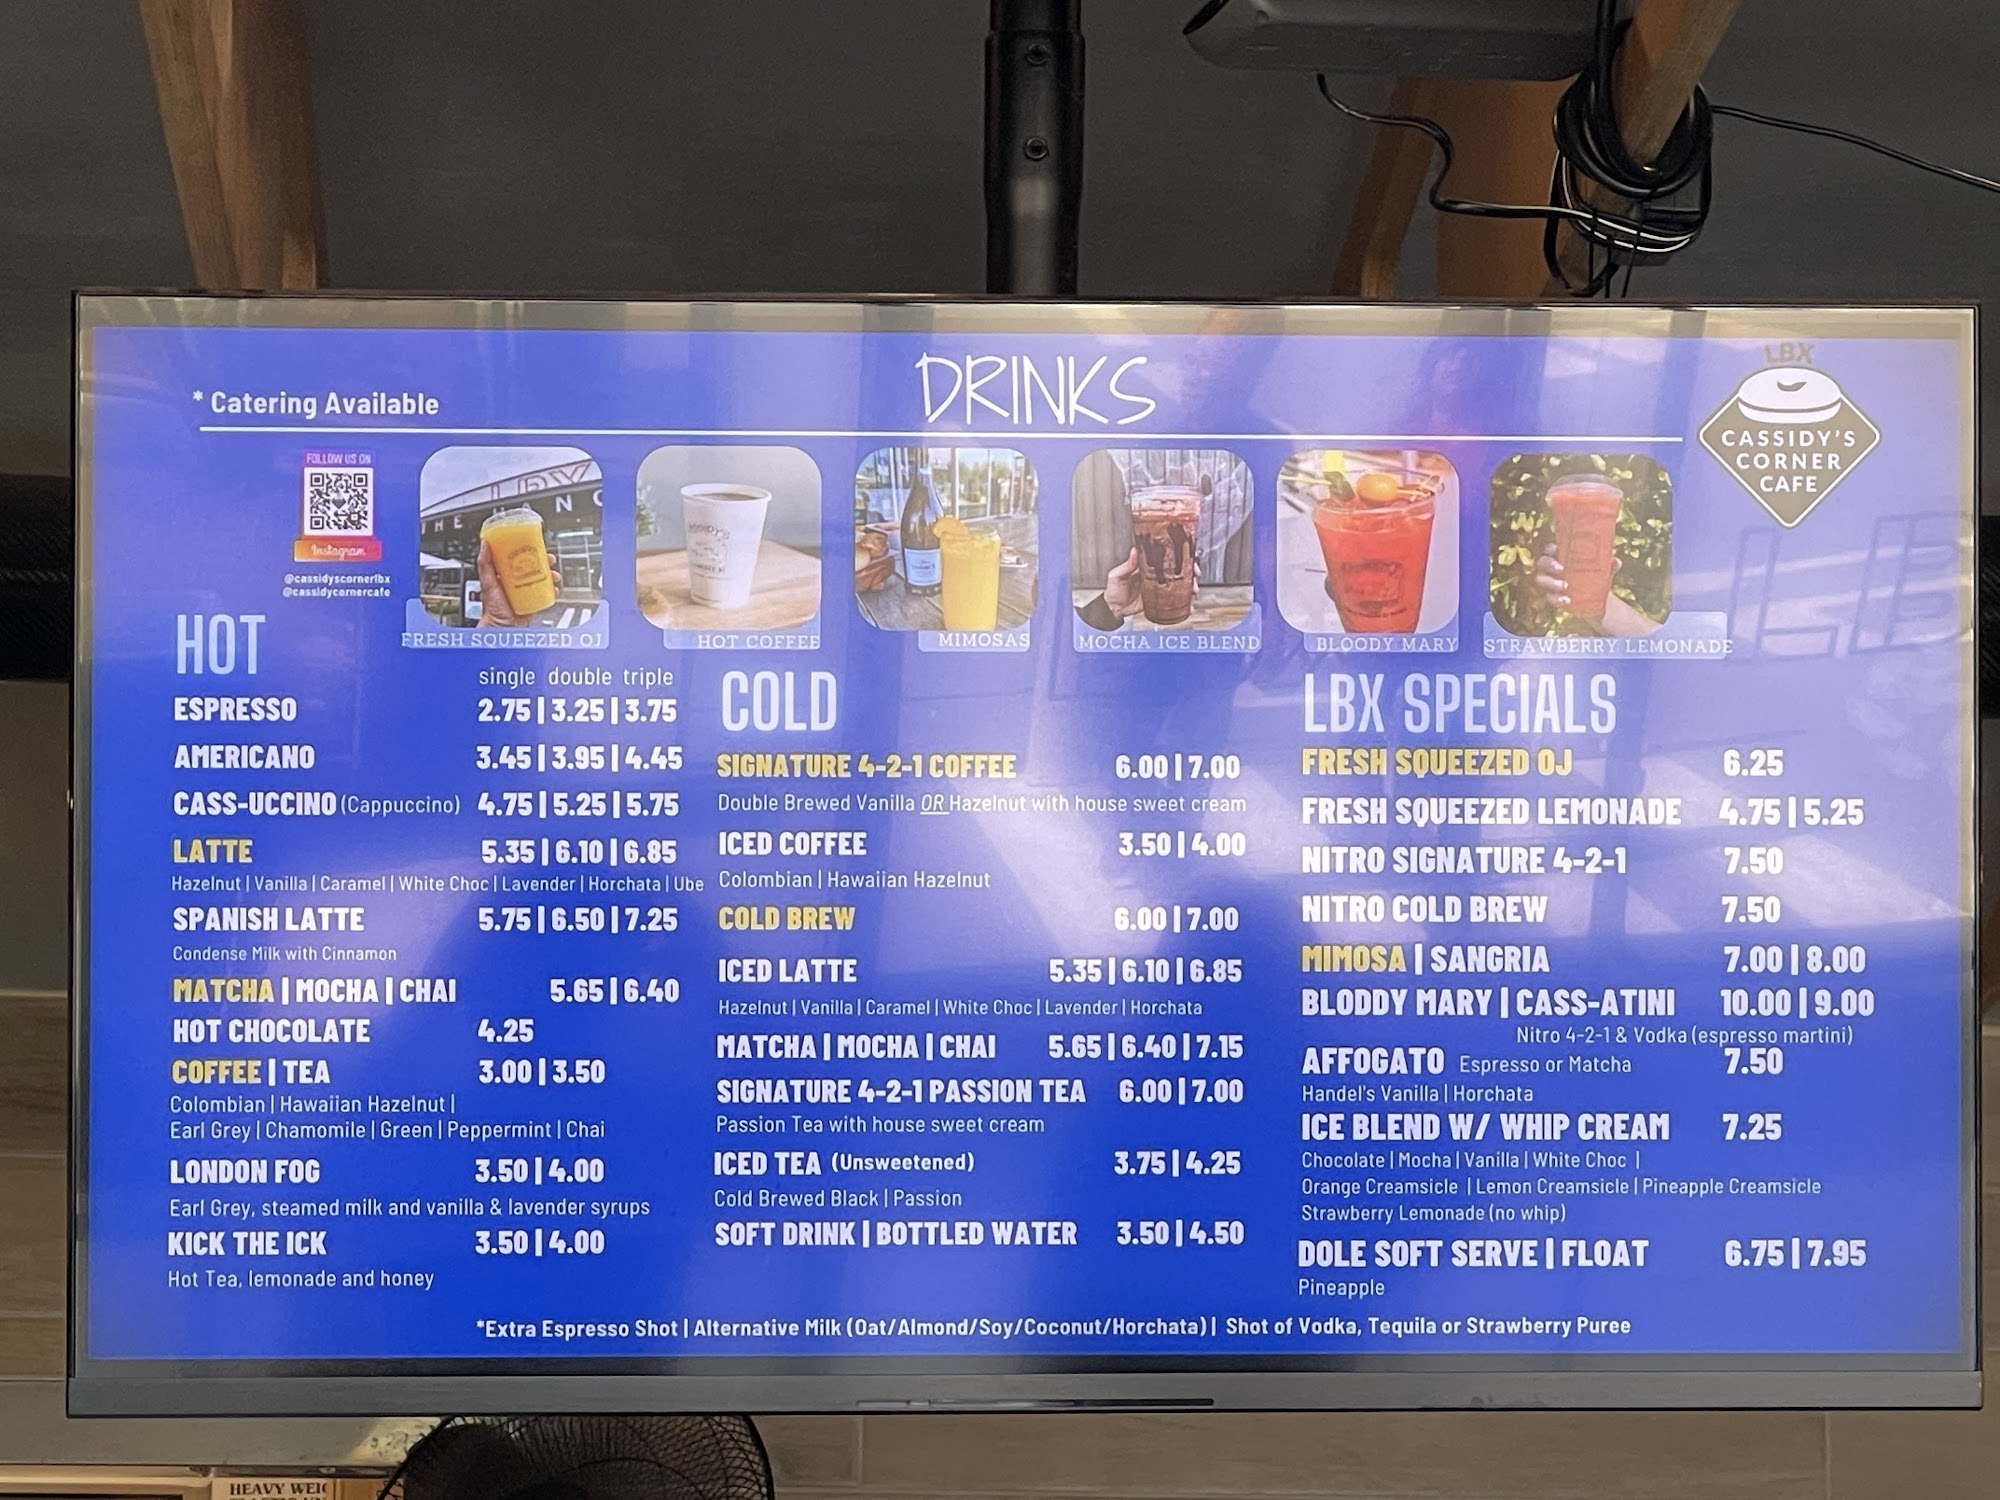 DRINKS
* Catering Available
LBX
CASSIDY'S
CORNER
CAFE
FOLLOW US ON
Instagram
@cassidyscornerlbx
@cassidycornercafe
FRESH SQUEEZED OJ
HOT COFFEE
MIMOSAS
MOCHA ICE BLEND
BLOODY MARY
STRAWBERRY LEMONADE
HOT
single double triple
ESPRESSO 2.75 | 3.25 | 3.75
AMERICANO 3.45 | 3.95 | 4.45
CASS-UCCINO (Cappuccino) 4.75 | 5.25 | 5.75
LATTE 5.35 | 6.10 | 6.85
Hazelnut | Vanilla | Caramel | White Choc | Lavender | Horchata | Ube
SPANISH LATTE 5.75 | 6.50 | 7.25
Condense Milk with Cinnamon
MATCHA | MOCHA | CHAI 5.65 | 6.40
HOT CHOCOLATE 4.25
COFFEE | TEA 3.00 | 3.50
Colombian | Hawaiian Hazelnut |
Earl Grey | Chamomile | Green | Peppermint | Chai
LONDON FOG 3.50 | 4.00
Earl Grey, steamed milk and vanilla & lavender syrups
KICK THE ICK 3.50 | 4.00
Hot Tea, lemonade and honey
COLD
SIGNATURE 4-2-1 COFFEE 6.00 | 7.00
Double Brewed Vanilla OR Hazelnut with house sweet cream
ICED COFFEE 3.50 | 4.00
Colombian | Hawaiian Hazelnut
COLD BREW 6.00 | 7.00
ICED LATTE 5.35 | 6.10 | 6.85
Hazelnut | Vanilla | Caramel | White Choc | Lavender | Horchata
MATCHA | MOCHA | CHAI 5.65 | 6.40 | 7.15
SIGNATURE 4-2-1 PASSION TEA 6.00 | 7.00
Passion Tea with house sweet cream
ICED TEA (Unsweetened) 3.75 | 4.25
Cold Brewed Black | Passion
SOFT DRINK | BOTTLED WATER 3.50 | 4.50
LBX SPECIALS
FRESH SQUEEZED OJ 6.25
FRESH SQUEEZED LEMONADE 4.75 | 5.25
NITRO SIGNATURE 4-2-1 7.50
NITRO COLD BREW 7.50
MIMOSA | SANGRIA 7.00 | 8.00
BLODDY MARY | CASS-ATINI 10.00 | 9.00
Nitro 4-2-1 & Vodka (espresso martini)
AFFOGATO Espresso or Matcha 7.50
Handel's Vanilla | Horchata
ICE BLEND W/ WHIP CREAM 7.25
Chocolate | Mocha | Vanilla | White Choc |
Orange Creamsicle | Lemon Creamsicle | Pineapple Creamsicle
Strawberry Lemonade (no whip)
DOLE SOFT SERVE | FLOAT 6.75 | 7.95
Pineapple
*Extra Espresso Shot | Alternative Milk (Oat/Almond/Soy/Coconut/Horchata) | Shot of Vodka, Tequila or Strawberry Puree
HEAVY